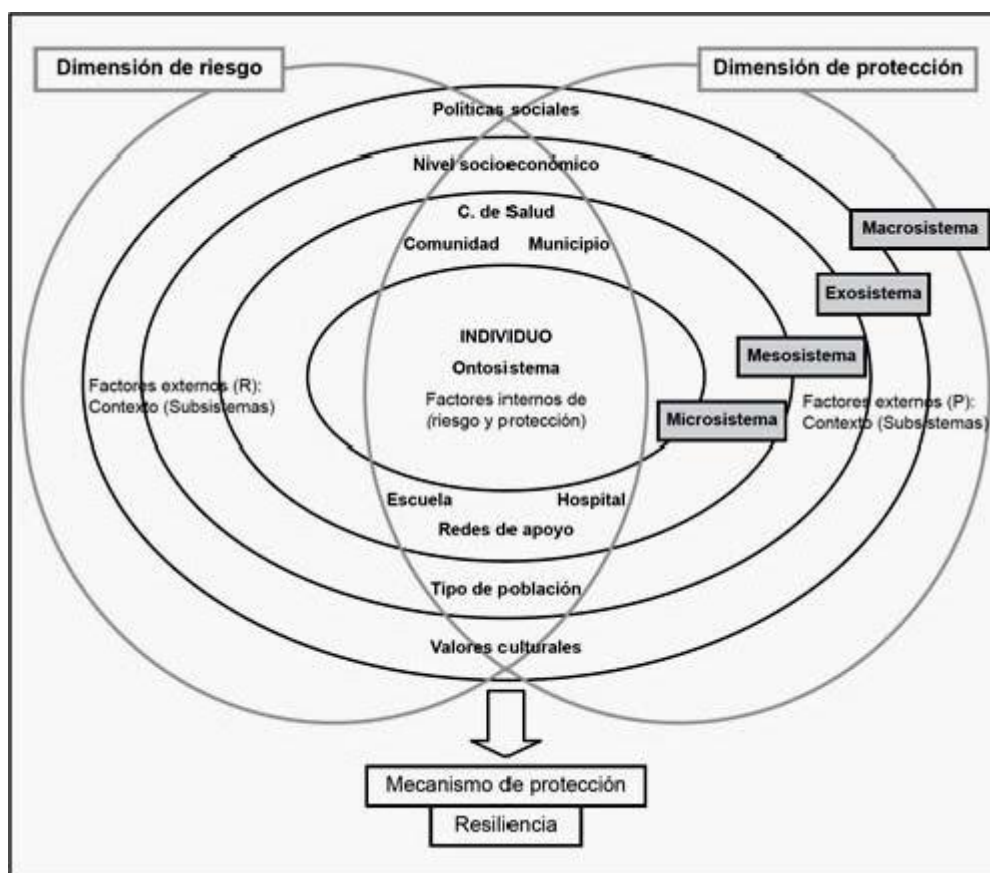 Dimensión de riesgo
Dimensión de protección
Políticas sociales
Nivel socioeconómico
C. de Salud
Comunidad Municipio
Macrosistema
Exosistema
Mesosistema
Microsistema
INDIVIDUO
Ontosistema
Factores internos de
(riesgo y protección)
Factores externos (R):
Contexto (Subsistemas)
Factores externos (P):
Contexto (Subsistemas)
Escuela Hospital
Redes de apoyo
Tipo de población
Valores culturales
Mecanismo de protección
Resiliencia